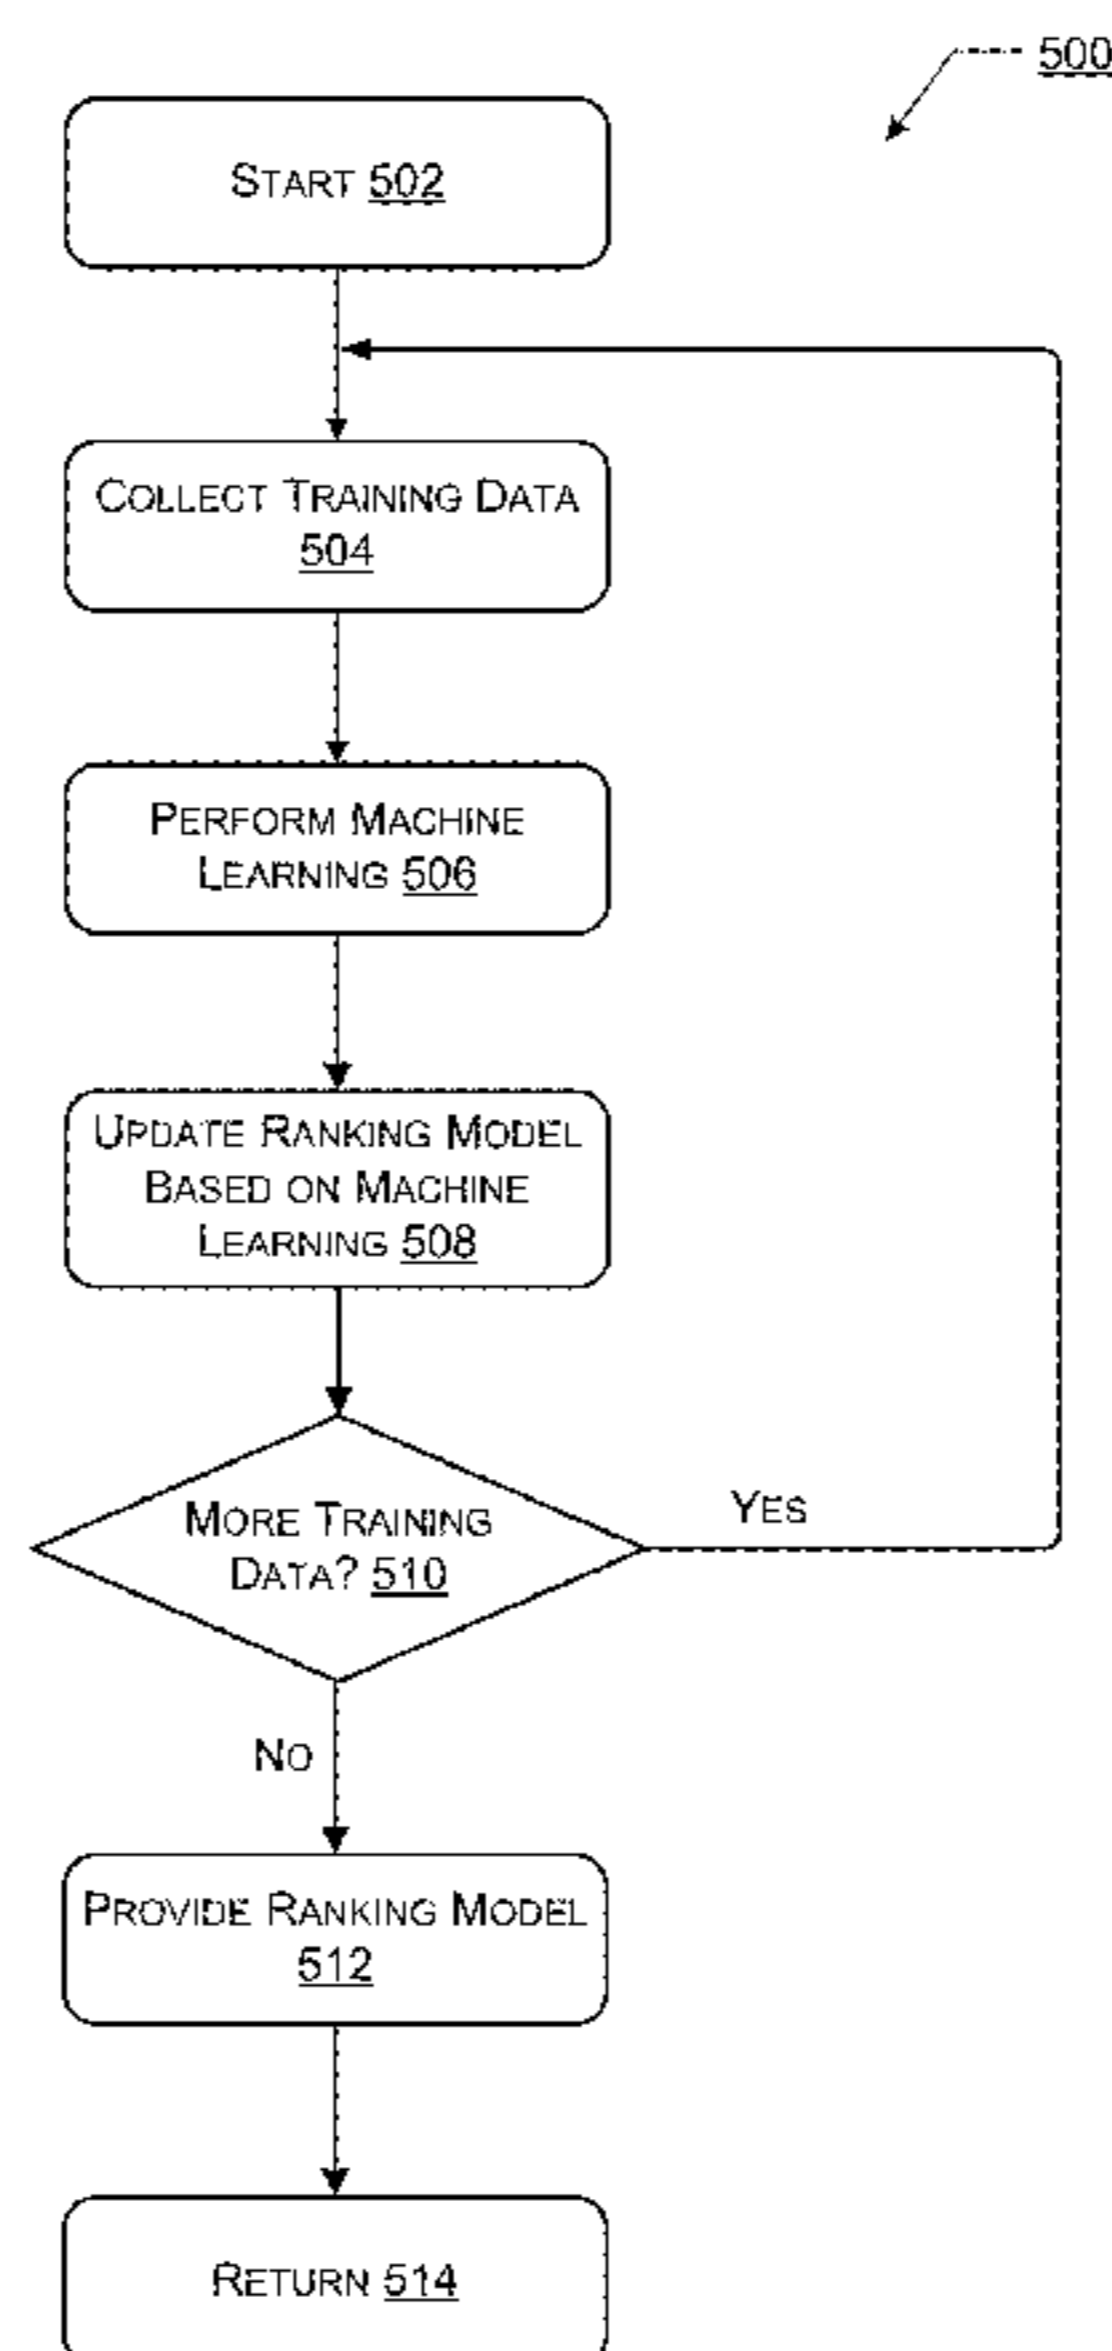 500
START 502
COLLECT TRAINING DATA
504
PERFORM MACHINE
LEARNING 506
UPDATE RANKING MODEL
BASED ON MACHINE
LEARNING 508
MORE TRAINING
DATA? 510
YES
NO
PROVIDE RANKING MODEL
512
RETURN 514